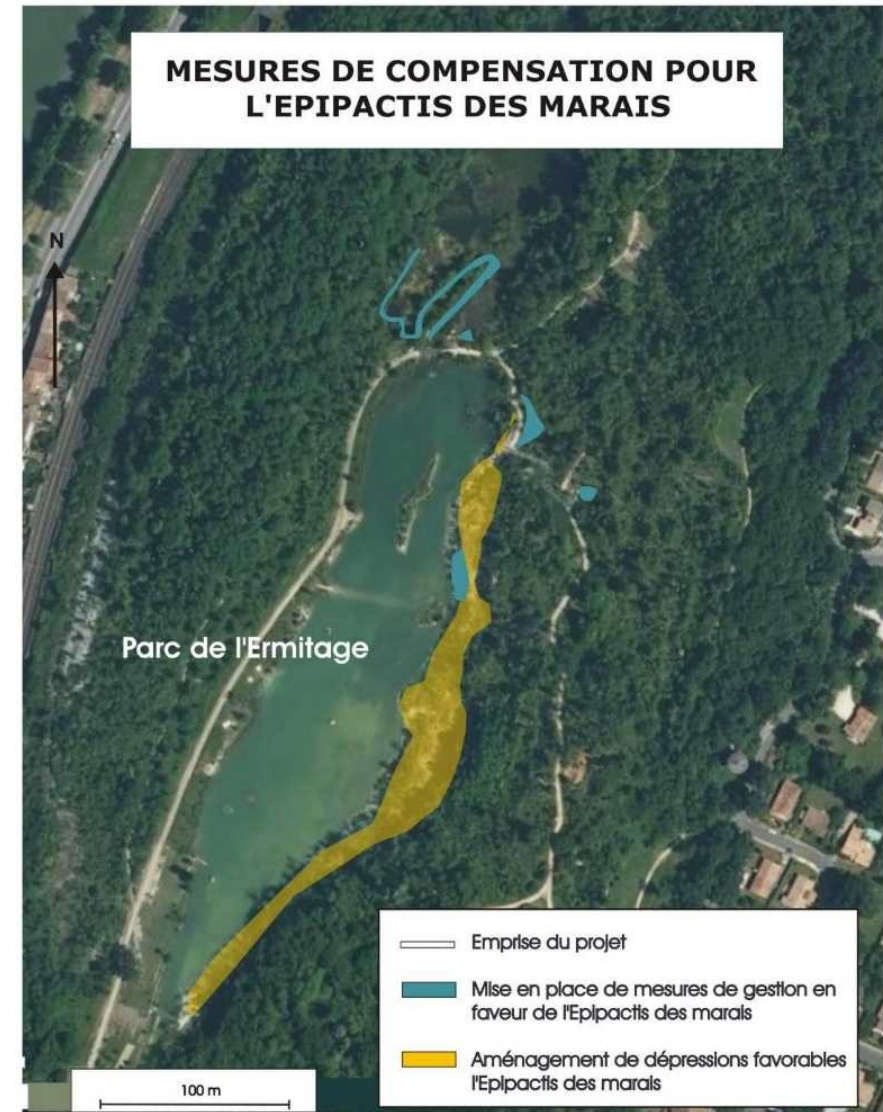 MESURES DE COMPENSATION POUR
L'EPIPACTIS DES MARAIS
N
Parc de l'Ermitage
Emprise du projet
Mise en place de mesures de gestion en
faveur de l'Epipactis des marais
Aménagement de dépressions favorables
l'Epipactis des marais
100 m